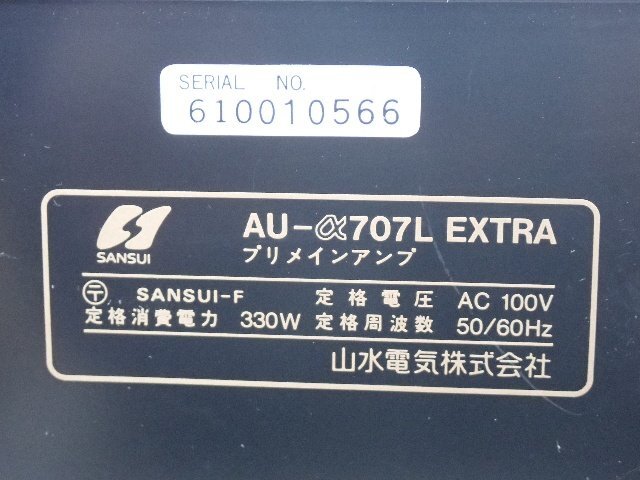 SERIAL NO.
610010566
SANSUI
AU-α707L EXTRA
プリメインアンプ
〒 SANSUI-F 定格電圧 AC 100V
定格消費電力 330W 定格周波数 50/60Hz
山水電気株式会社